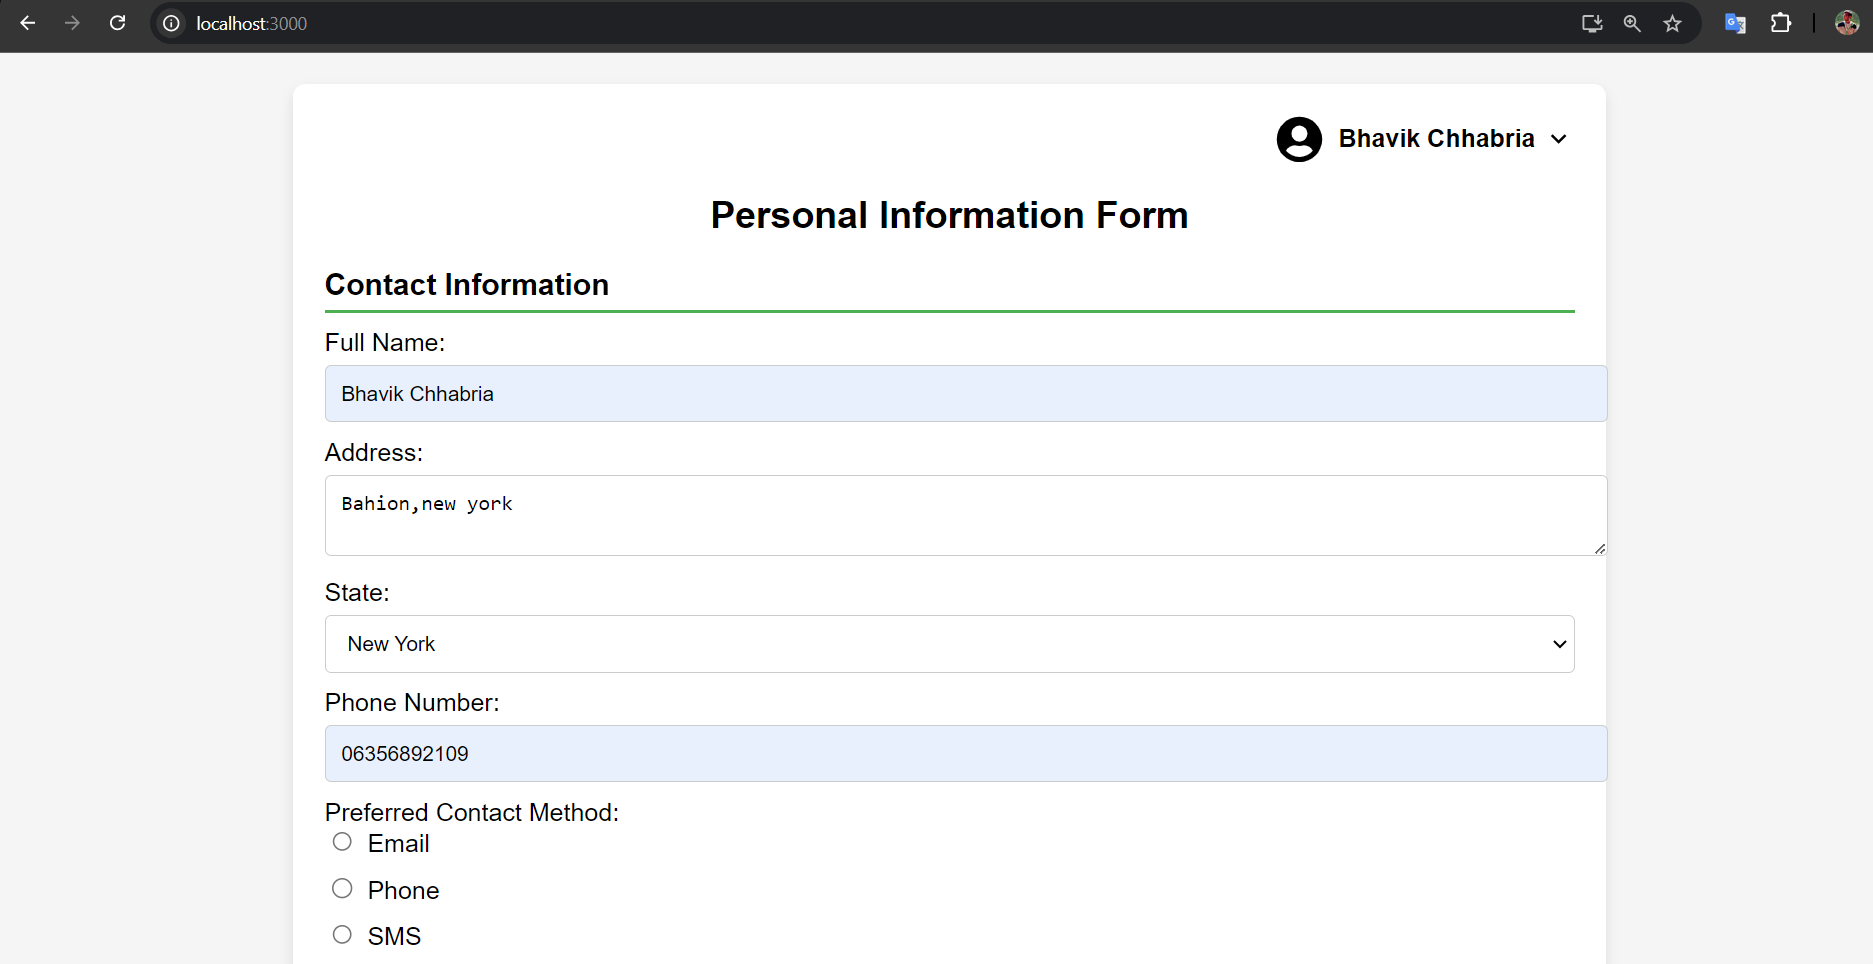 localhost:3000
Bhavik Chhabria
Personal Information Form
Contact Information
Full Name:
Bhavik Chhabria
Address:
Bahion,new york
State:
New York
Phone Number:
06356892109
Preferred Contact Method:
Email
Phone
SMS